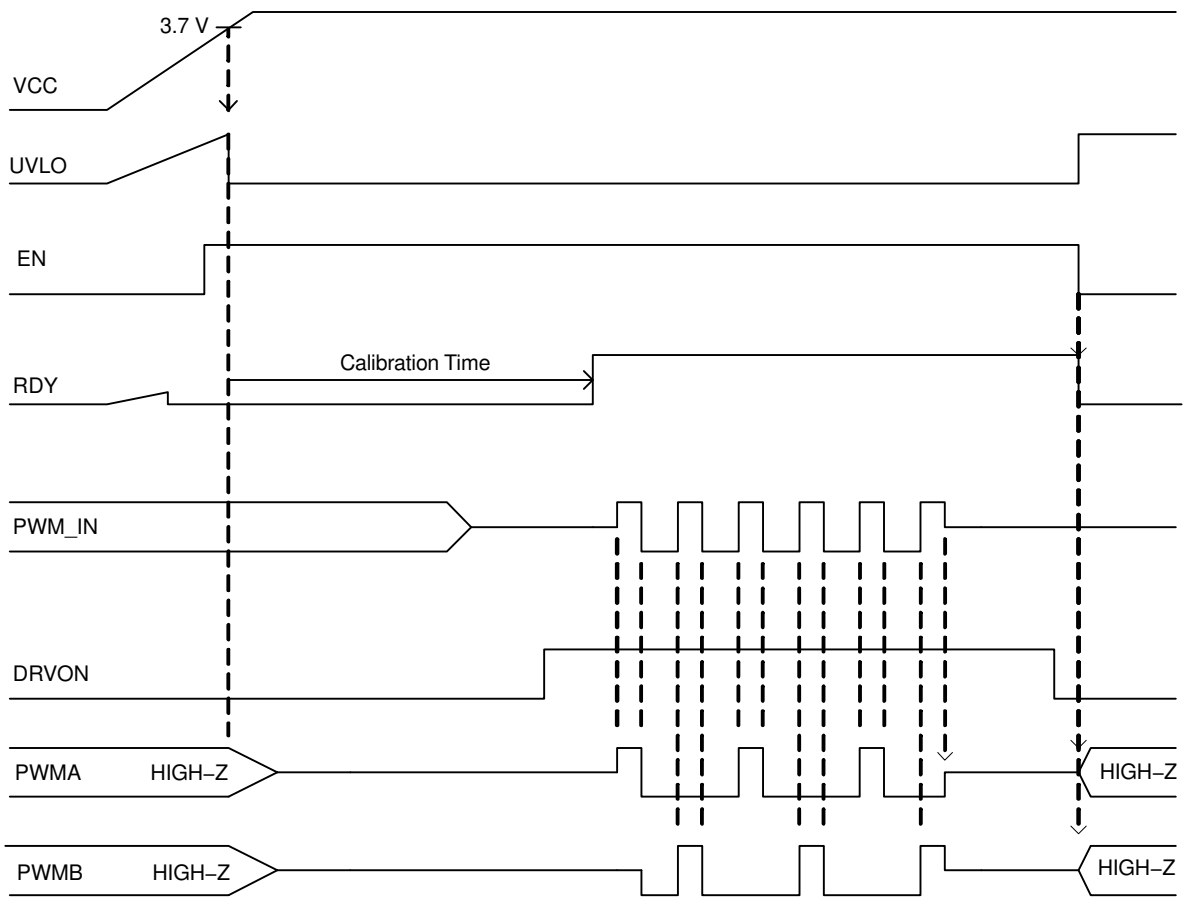 3.7 V
VCC
UVLO
EN
Calibration Time
RDY
PWM_IN
DRVON
PWMA HIGH–Z HIGH–Z
PWMB HIGH–Z HIGH–Z